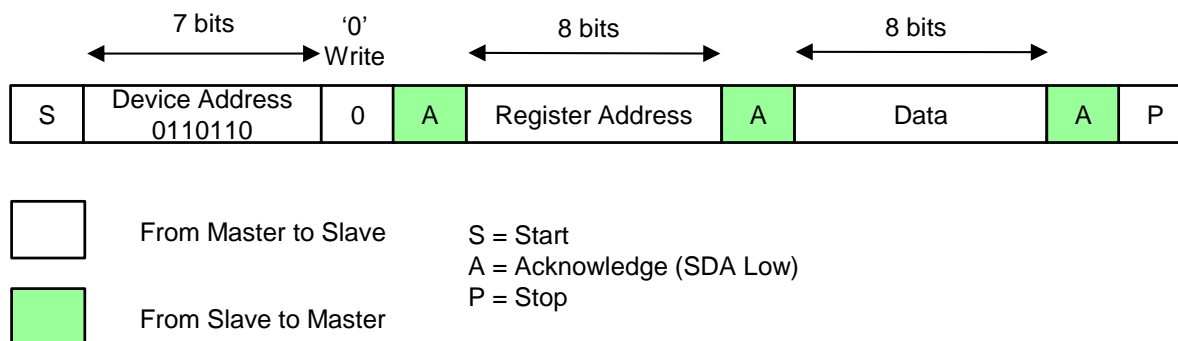 7 bits
‘0’
Write
8 bits
8 bits
S
Device Address
0110110
0
A
Register Address
A
Data
A
P
From Master to Slave
From Slave to Master
S = Start
A = Acknowledge (SDA Low)
P = Stop